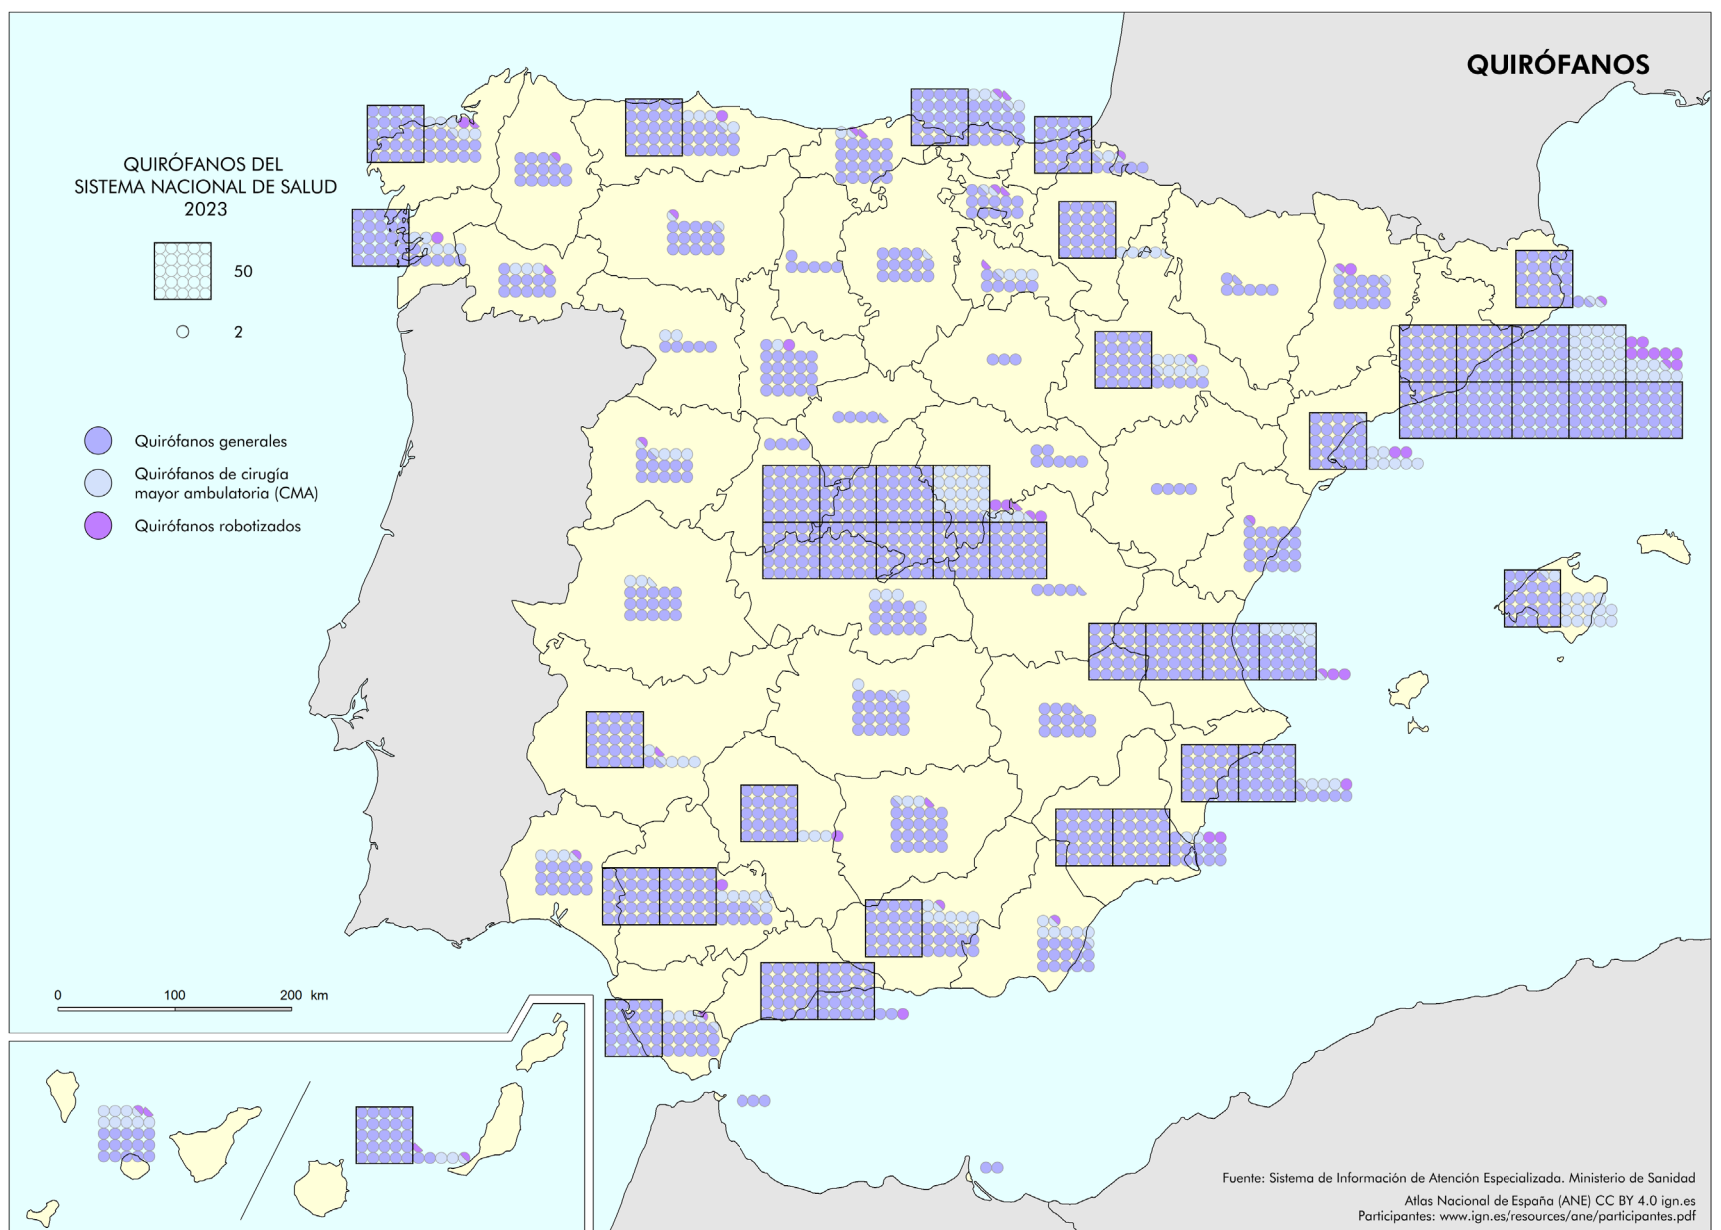 QUIRÓFANOS
QUIRÓFANOS DEL
SISTEMA NACIONAL DE SALUD
2023
50
2
Quirófanos generales
Quirófanos de cirugía
mayor ambulatoria (CMA)
Quirófanos robotizados
0 100 200 km
Fuente: Sistema de Información de Atención Especializada. Ministerio de Sanidad
Atlas Nacional de España (ANE) CC BY 4.0 ign.es
Participantes: www.ign.es/resources/ane/participantes.pdf